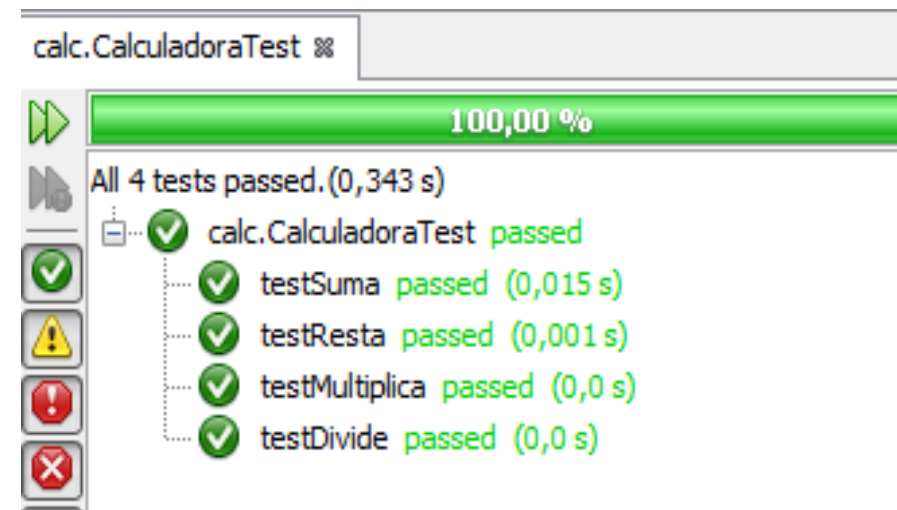 calc.CalculadoraTest
100,00 %
All 4 tests passed.(0,343 s)
calc.CalculadoraTest passed
testSuma passed (0,015 s)
testResta passed (0,001 s)
testMultiplica passed (0,0 s)
testDivide passed (0,0 s)